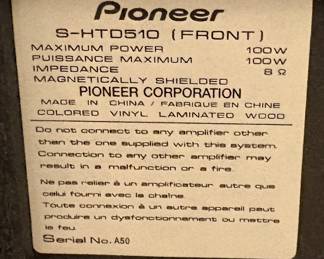 Pioneer
S-HTD510 (FRONT)
MAXIMUM POWER 100W
PUISSANCE MAXIMUM 100W
IMPEDANCE 8 Ω
MAGNETICALLY SHIELDED
PIONEER CORPORATION
MADE IN CHINA / FABRIQUÉ EN CHINE
COLORED VINYL LAMINATED WOOD
Do not connect to any amplifier other
than the one supplied with this system.
Connection to any other amplifier may
result in a malfunction or a fire.
Ne pas relier à un amplificateur autre que
celui fourni avec la chaîne.
Toute connexion à un autre appareil peut
produire un dysfonctionnement ou mettre
le feu.
Serial No. A50